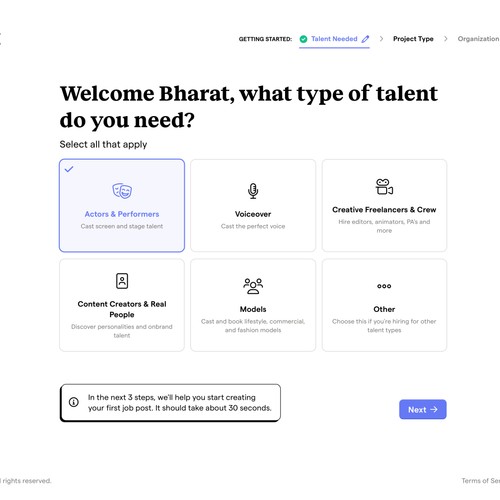 GETTING STARTED: Talent Needed Project Type Organization
Welcome Bharat, what type of talent
do you need?
Select all that apply
Actors & Performers
Cast screen and stage talent
Voiceover
Cast the perfect voice
Creative Freelancers & Crew
Hire editors, animators, PA's and
more
Content Creators & Real
People
Discover personalities and onbrand
talent
Models
Cast and book lifestyle, commercial,
and fashion models
Other
Choose this if you're hiring for other
talent types
In the next 3 steps, we'll help you start creating
your first job post. It should take about 30 seconds.
Next →
rights reserved.
Terms of Ser